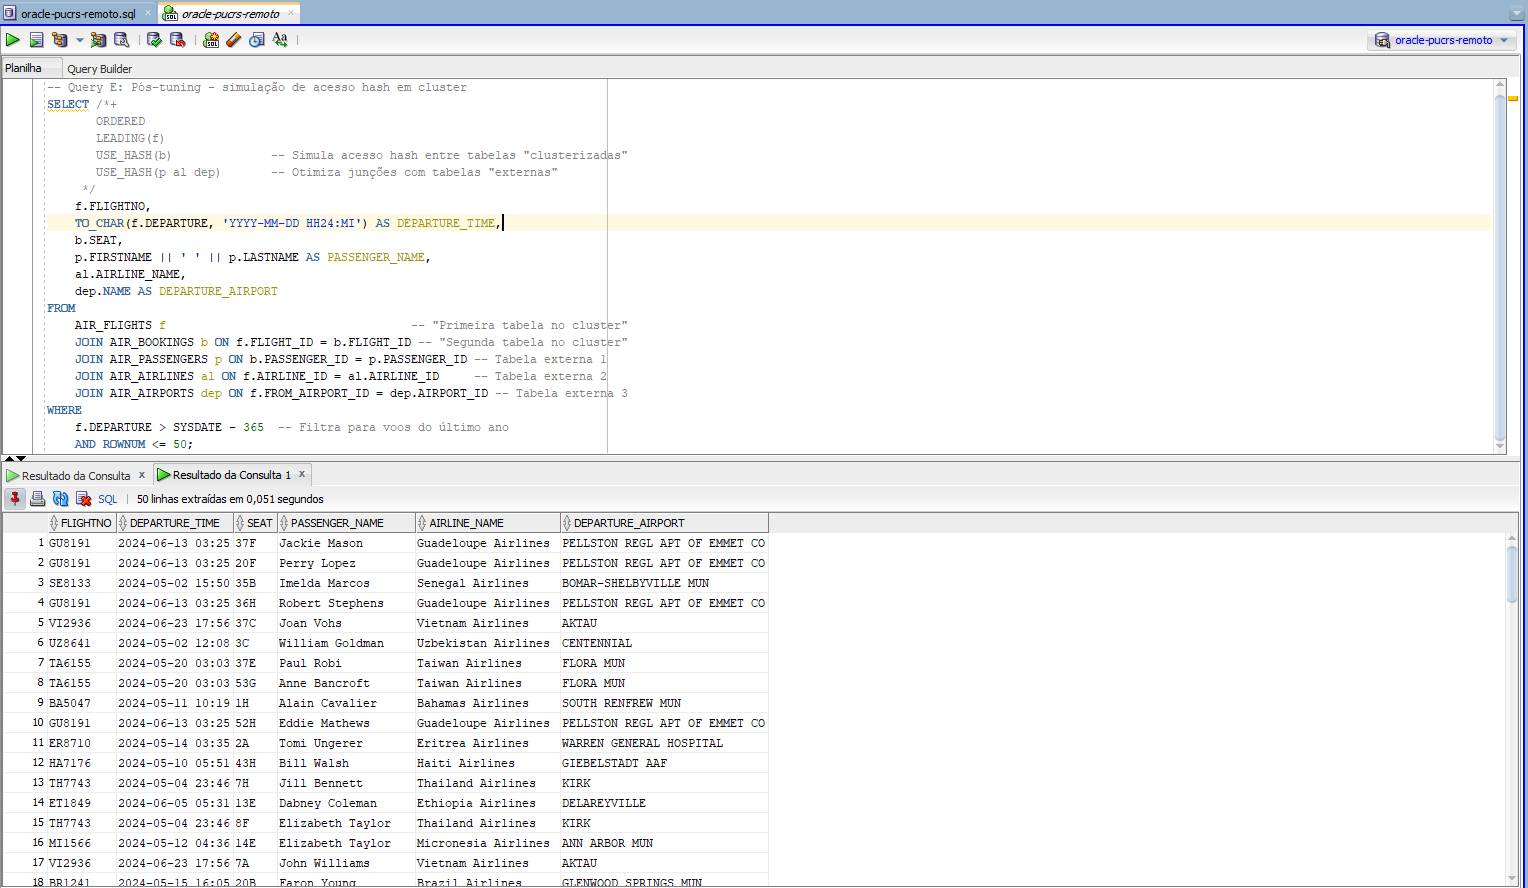 oracle-pucrs-remoto.sql × oracle-pucrs-remoto ×
oracle-pucrs-remoto
Planilha Query Builder
-- Query E: Pós-tuning - simulação de acesso hash em cluster
SELECT /*+
ORDERED
LEADING(f)
USE_HASH(b) -- Simula acesso hash entre tabelas "clusterizadas"
USE_HASH(p al dep) -- Otimiza junções com tabelas "externas"
*/
f.FLIGHTNO,
TO_CHAR(f.DEPARTURE, 'YYYY-MM-DD HH24:MI') AS DEPARTURE_TIME,
b.SEAT,
p.FIRSTNAME || ' ' || p.LASTNAME AS PASSENGER_NAME,
al.AIRLINE_NAME,
dep.NAME AS DEPARTURE_AIRPORT
FROM
AIR_FLIGHTS f -- "Primeira tabela no cluster"
JOIN AIR_BOOKINGS b ON f.FLIGHT_ID = b.FLIGHT_ID -- "Segunda tabela no cluster"
JOIN AIR_PASSENGERS p ON b.PASSENGER_ID = p.PASSENGER_ID -- Tabela externa 1
JOIN AIR_AIRLINES al ON f.AIRLINE_ID = al.AIRLINE_ID -- Tabela externa 2
JOIN AIR_AIRPORTS dep ON f.FROM_AIRPORT_ID = dep.AIRPORT_ID -- Tabela externa 3
WHERE
f.DEPARTURE > SYSDATE - 365 -- Filtra para voos do último ano
AND ROWNUM <= 50;
Resultado da Consulta x Resultado da Consulta 1 x
SQL | 50 linhas extraídas em 0,051 segundos
FLIGHTNO DEPARTURE_TIME SEAT PASSENGER_NAME AIRLINE_NAME DEPARTURE_AIRPORT
1 GU8191 2024-06-13 03:25 37F Jackie Mason Guadeloupe Airlines PELLSTON REGL APT OF EMMET CO
2 GU8191 2024-06-13 03:25 20F Perry Lopez Guadeloupe Airlines PELLSTON REGL APT OF EMMET CO
3 SE8133 2024-05-02 15:50 35B Imelda Marcos Senegal Airlines BOMAR-SHELBYVILLE MUN
4 GU8191 2024-06-13 03:25 36H Robert Stephens Guadeloupe Airlines PELLSTON REGL APT OF EMMET CO
5 VI2936 2024-06-23 17:56 37C Joan Vohs Vietnam Airlines AKTAU
6 UZ8641 2024-05-02 12:08 3C William Goldman Uzbekistan Airlines CENTENNIAL
7 TA6155 2024-05-20 03:03 37E Paul Robi Taiwan Airlines FLORA MUN
8 TA6155 2024-05-20 03:03 53G Anne Bancroft Taiwan Airlines FLORA MUN
9 BA5047 2024-05-11 10:19 1H Alain Cavalier Bahamas Airlines SOUTH RENFREW MUN
10 GU8191 2024-06-13 03:25 52H Eddie Mathews Guadeloupe Airlines PELLSTON REGL APT OF EMMET CO
11 ER8710 2024-05-14 03:35 2A Tomi Ungerer Eritrea Airlines WARREN GENERAL HOSPITAL
12 HA7176 2024-05-10 05:51 43H Bill Walsh Haiti Airlines GIEBELSTADT AAF
13 TH7743 2024-05-04 23:46 7H Jill Bennett Thailand Airlines KIRK
14 ET1849 2024-06-05 05:31 13E Dabney Coleman Ethiopia Airlines DELAREYVILLE
15 TH7743 2024-05-04 23:46 8F Elizabeth Taylor Thailand Airlines KIRK
16 MI1566 2024-05-12 04:36 14E Elizabeth Taylor Micronesia Airlines ANN ARBOR MUN
17 VI2936 2024-06-23 17:56 7A John Williams Vietnam Airlines AKTAU
18 BR1241 2024-05-15 16:05 20B Faron Young Brazil Airlines GLENWOOD SPRINGS MUN